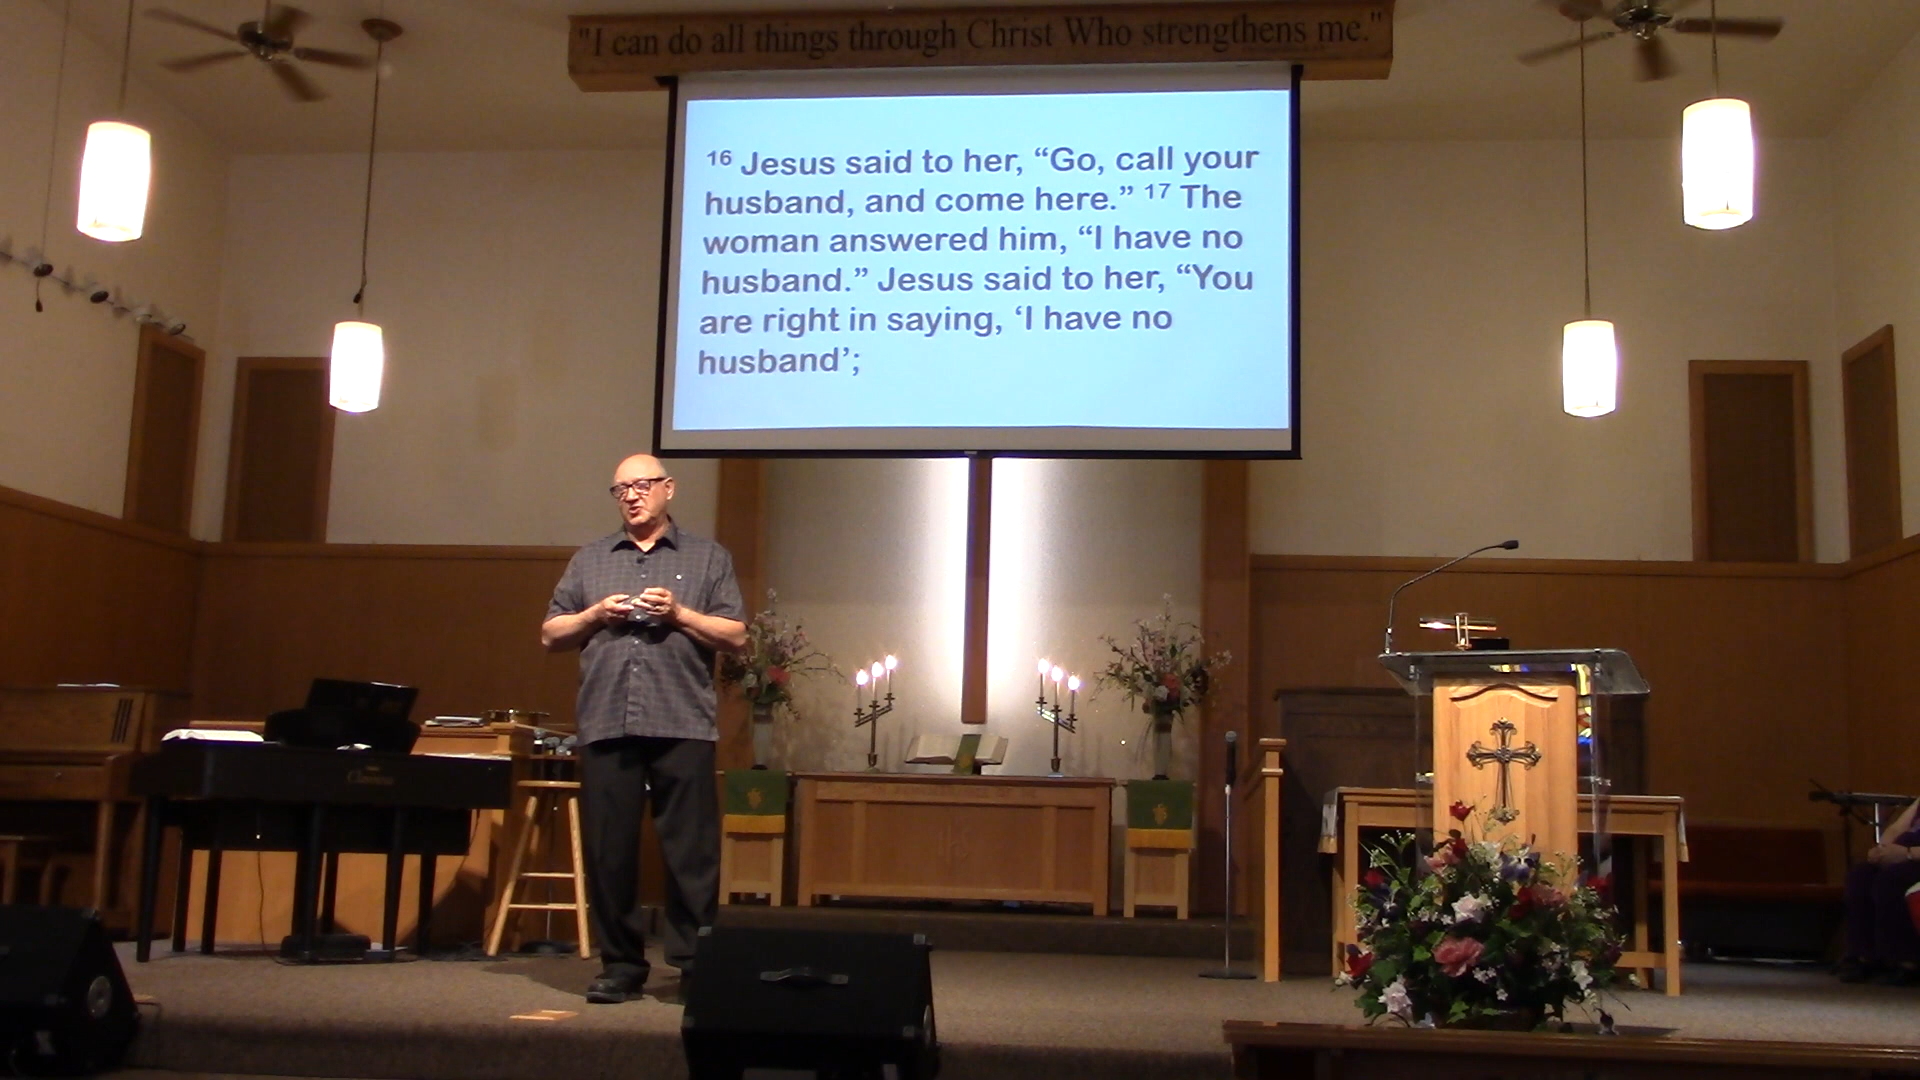 "I can do all things through Christ Who strengthens me."
16 Jesus said to her, “Go, call your
husband, and come here.” 17 The
woman answered him, “I have no
husband.” Jesus said to her, “You
are right in saying, ‘I have no
husband’;